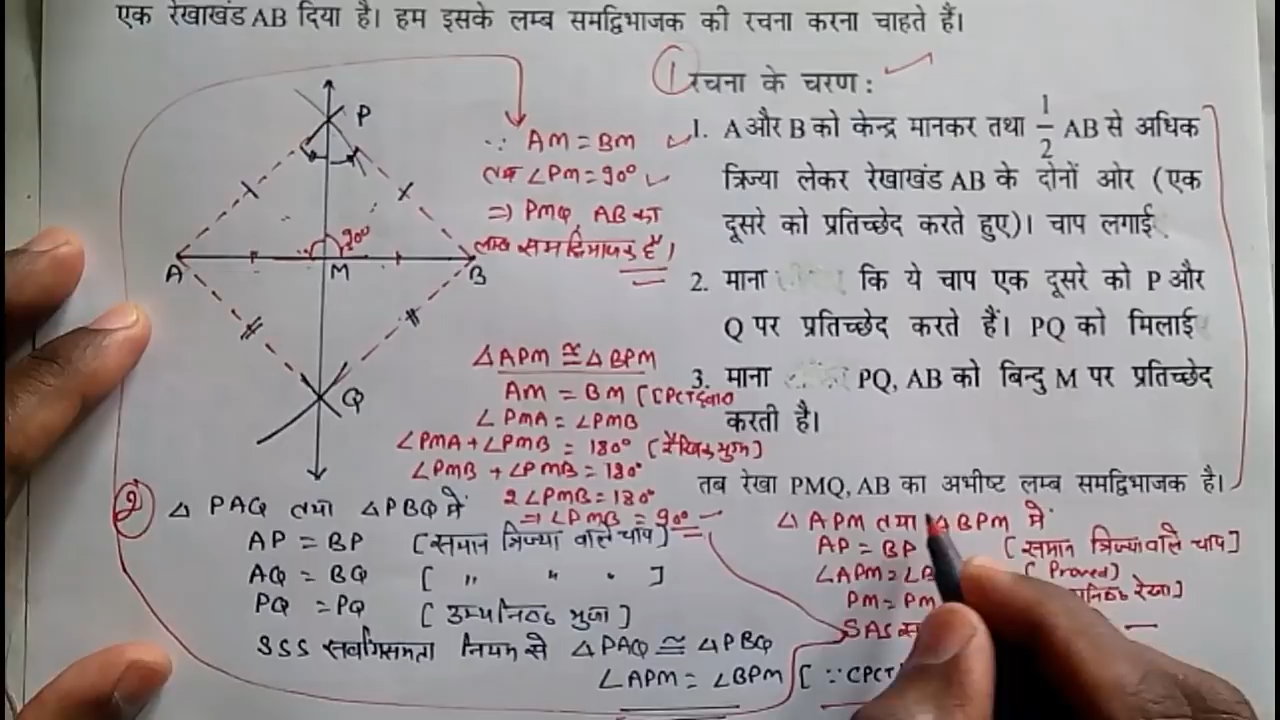 एक रेखाखंड AB दिया है। हम इसके लम्ब समद्विभाजक की रचना करना चाहते हैं।
① रचना के चरण :
1. A और B को केन्द्र मानकर तथा 1/2 AB से अधिक
त्रिज्या लेकर रेखाखंड AB के दोनों ओर (एक
दूसरे को प्रतिच्छेद करते हुए)। चाप लगाई
2. माना कि ये चाप एक दूसरे को P और
Q पर प्रतिच्छेद करते हैं। PQ को मिलाई
3. माना PQ, AB को बिन्दु M पर प्रतिच्छेद
करती है।
तब रेखा PMQ, AB का अभीष्ट लम्ब समद्विभाजक है।
P
A
90°
M
B
Q
∵ AM = BM
तथा ∠PM = 90°
⇒ PMQ, AB का
लम्ब समद्विभाजक है।
△APM ≅ △BPM
AM = BM [CPCT द्वारा
∠PMA = ∠PMB
∠PMA + ∠PMB = 180° [रैखिक युग्म]
∠PMB + ∠PMB = 180°
2∠PMB = 180°
⇒ ∠PMB = 90°
② △ PAQ तथा △PBQ में
AP = BP [समान त्रिज्या वाले चाप]
AQ = BQ [ " " " ]
PQ = PQ [उभयनिष्ठ भुजा]
SSS सर्वांगसमता नियम से △PAQ ≅ △PBQ
∠APM = ∠BPM [∵ CPCT
△ APM तथा △BPM में
AP = BP [समान त्रिज्या वाले चाप]
∠APM = ∠B [Proved)
PM = PM रेखा]
SAS